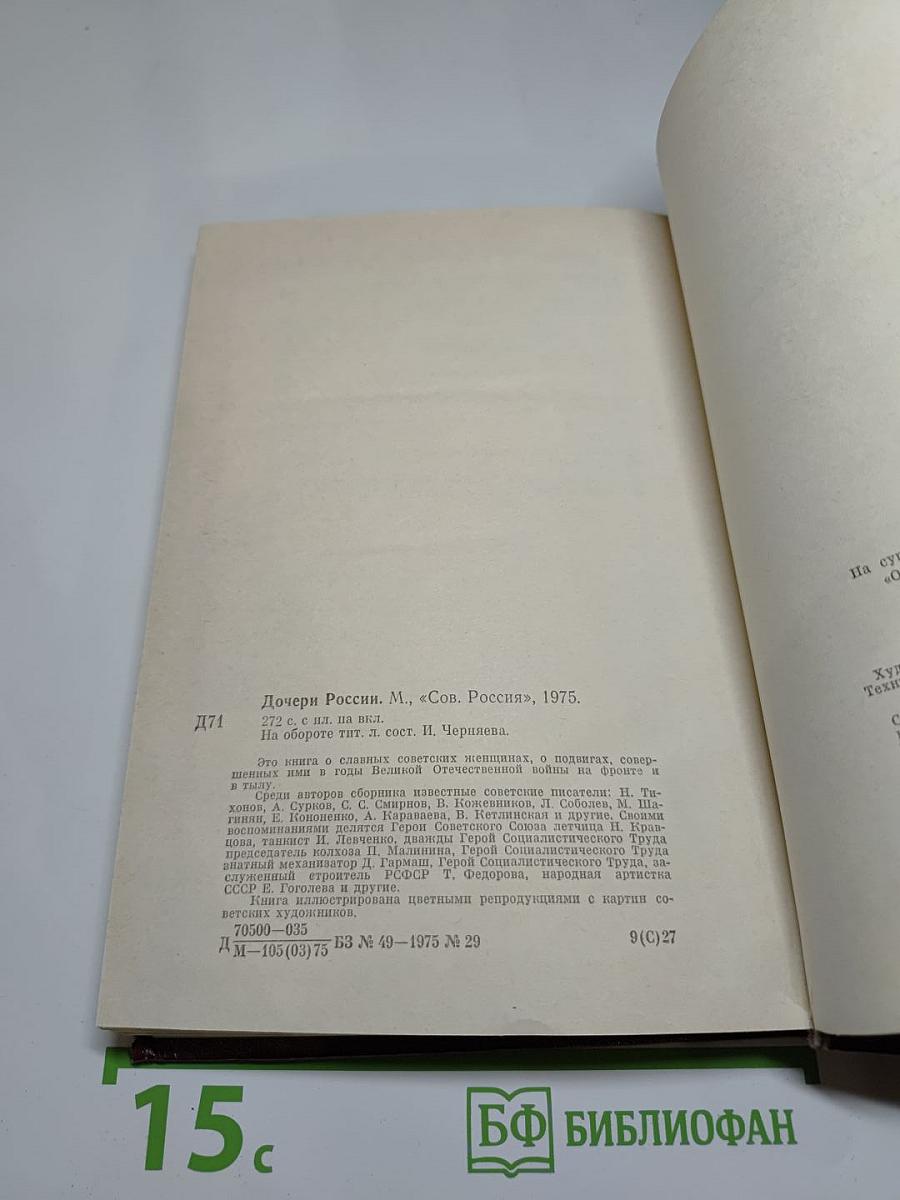 Дочери России. М., «Сов. Россия», 1975.
Д71
272 с. с ил. на вкл.
На обороте тит. л. сост. И. Черняева.
Это книга о славных советских женщинах, о подвигах, совер-
шенных ими в годы Великой Отечественной войны на фронте и
в тылу.
Среди авторов сборника известные советские писатели: Н. Ти-
хонов, А. Сурков, С. С. Смирнов, В. Кожевников, Л. Соболев, М. Ша-
гинян, Е. Кононенко, А. Караваева, В. Кетлинская и другие. Своими
воспоминаниями делятся Герои Советского Союза летчица Н. Крав-
цова, танкист И. Левченко, дважды Герой Социалистического Труда
председатель колхоза П. Малинина, Герой Социалистического Труда
знатный механизатор Д. Гармаш, Герой Социалистического Труда, за-
служенный строитель РСФСР Т. Федорова, народная артистка
СССР Е. Гоголева и другие.
Книга иллюстрирована цветными репродукциями с картин со-
ветских художников.
Д 70500—035
М—105(03)75 БЗ № 49—1975 № 29 9(С)27
На
«О
Худ
Техн
15 с
БФ БИБЛИОФАН